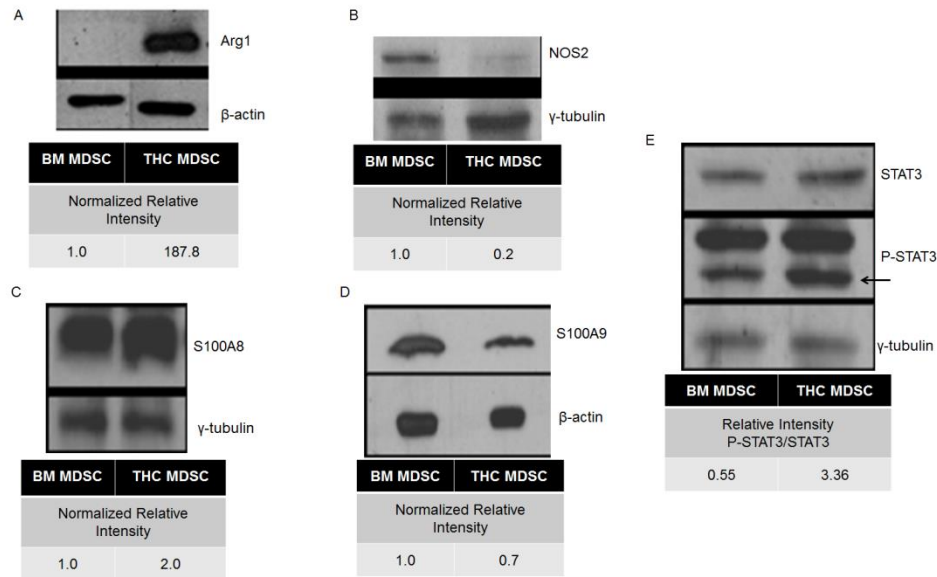 A
Arg1
β-actin
BM MDSC THC MDSC
Normalized Relative
Intensity
1.0 187.8
B
NOS2
γ-tubulin
BM MDSC THC MDSC
Normalized Relative
Intensity
1.0 0.2
C
S100A8
γ-tubulin
BM MDSC THC MDSC
Normalized Relative
Intensity
1.0 2.0
D
S100A9
β-actin
BM MDSC THC MDSC
Normalized Relative
Intensity
1.0 0.7
E
STAT3
P-STAT3
γ-tubulin
BM MDSC THC MDSC
Relative Intensity
P-STAT3/STAT3
0.55 3.36